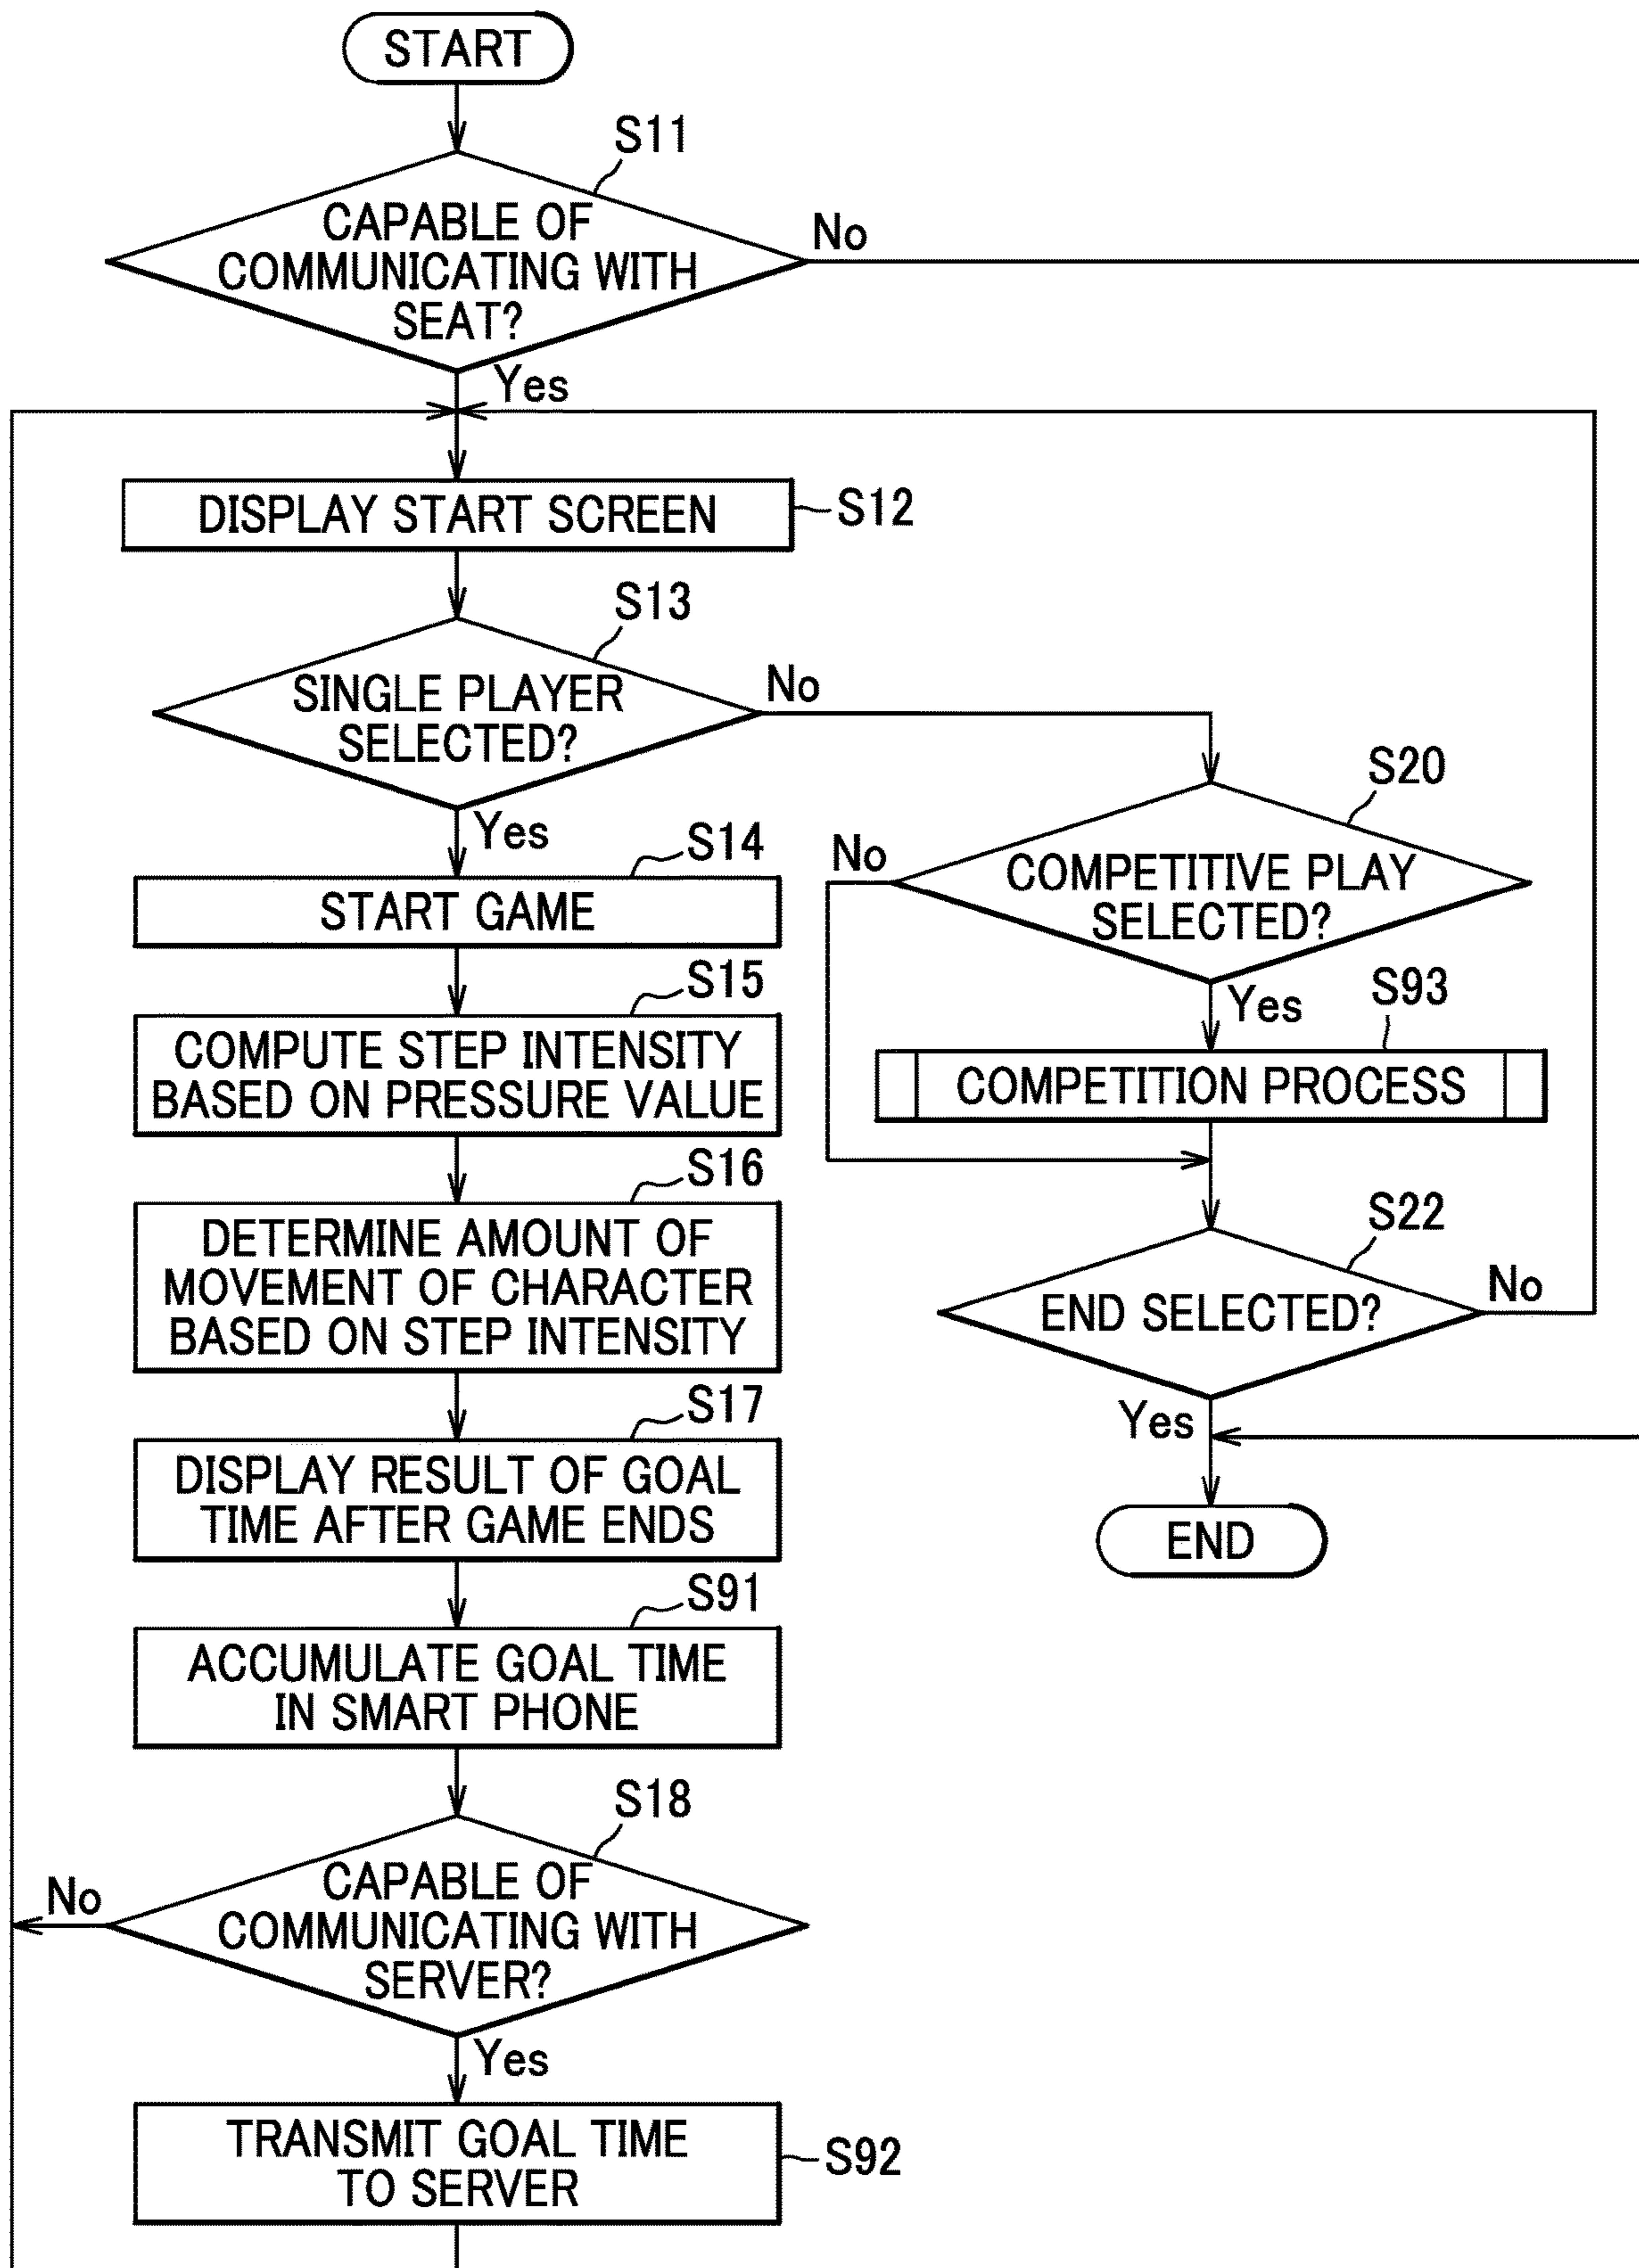 START
S11
CAPABLE OF
COMMUNICATING WITH
SEAT?
No
Yes
DISPLAY START SCREEN
S12
S13
SINGLE PLAYER
SELECTED?
No
Yes
S14
START GAME
S15
COMPUTE STEP INTENSITY
BASED ON PRESSURE VALUE
S16
DETERMINE AMOUNT OF
MOVEMENT OF CHARACTER
BASED ON STEP INTENSITY
S17
DISPLAY RESULT OF GOAL
TIME AFTER GAME ENDS
S91
ACCUMULATE GOAL TIME
IN SMART PHONE
S18
CAPABLE OF
COMMUNICATING WITH
SERVER?
No
Yes
TRANSMIT GOAL TIME
TO SERVER
S92
S20
COMPETITIVE PLAY
SELECTED?
No
Yes
S93
COMPETITION PROCESS
S22
END SELECTED?
No
Yes
END